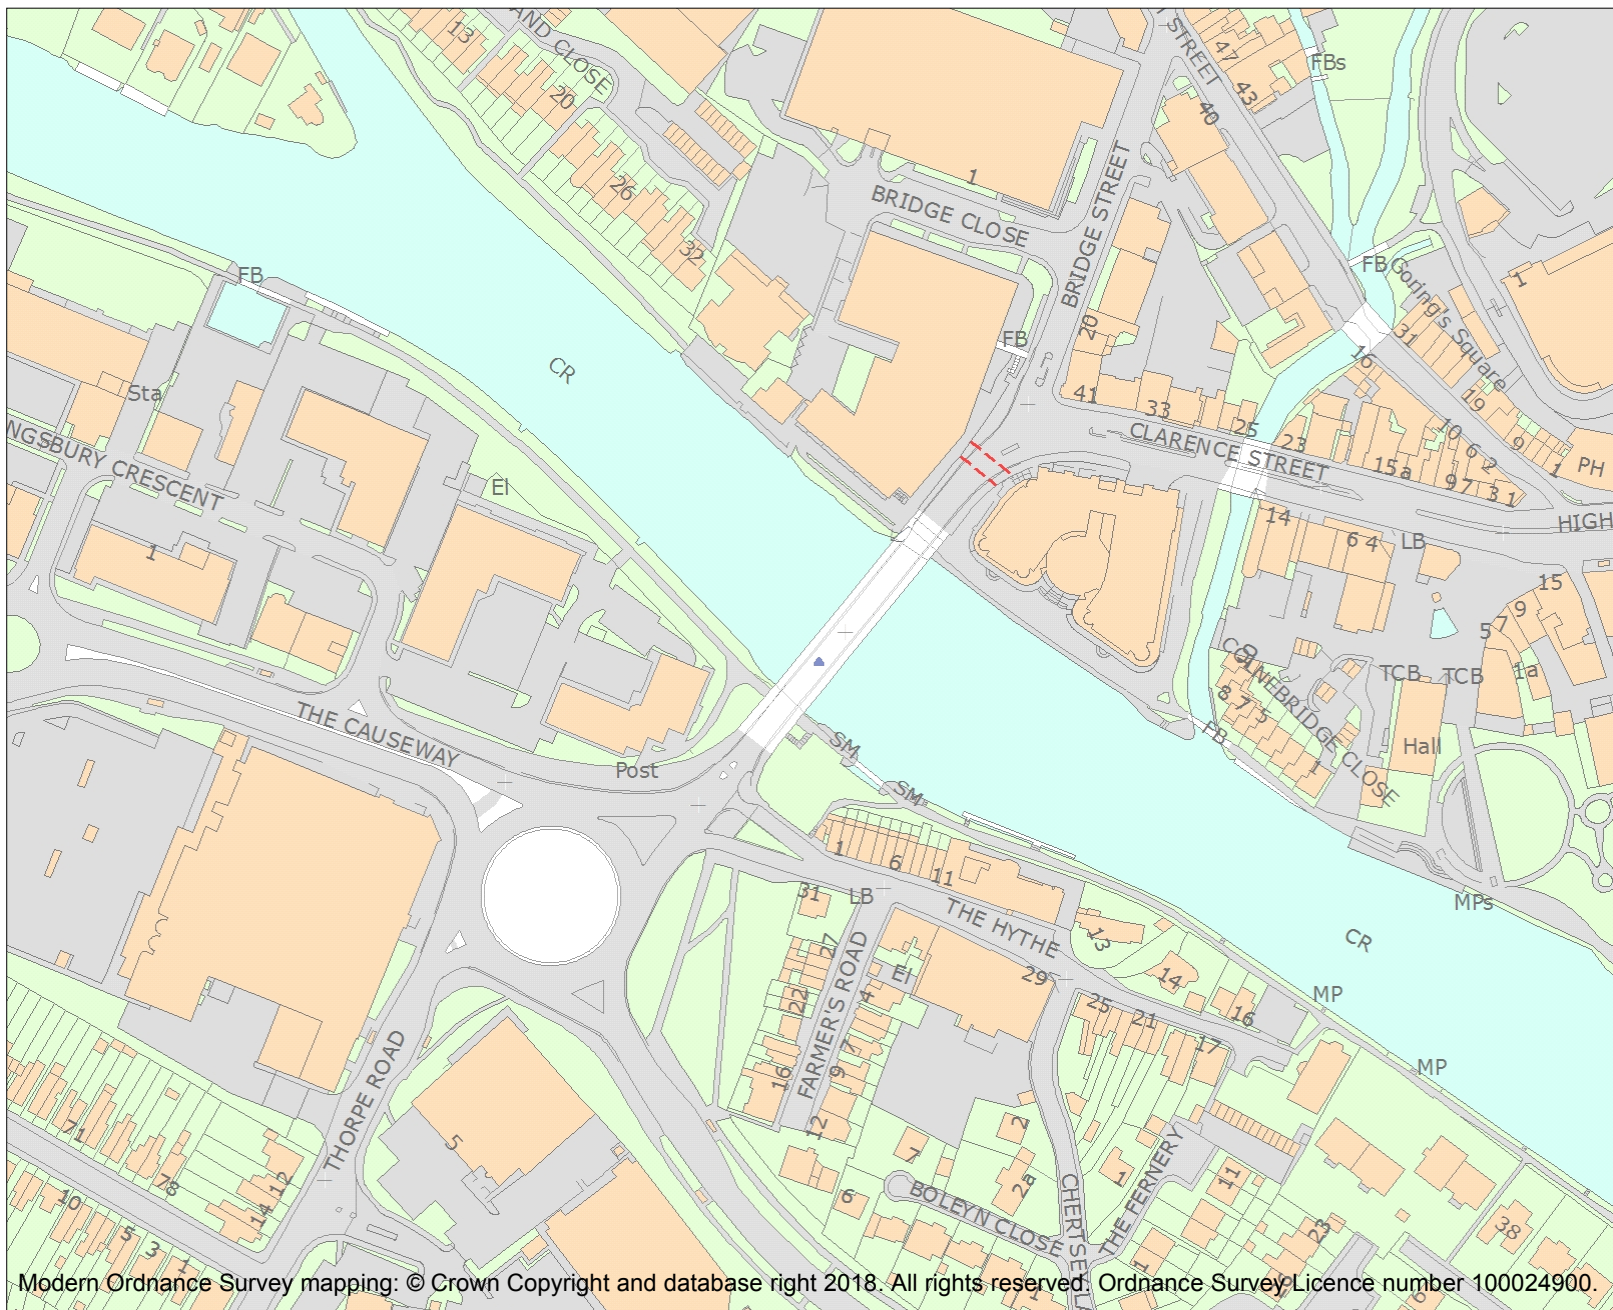 13
AND CLOSE
STREET
47
FBs
43
20
40
1
26
BRIDGE CLOSE
BRIDGE STREET
32
FB
FB
Goring's Square
1
FB
20
31
16
CR
Sta
41
33
25
23
19
10
6
2
9
1
PH
CLARENCE STREET
15a
9
7
3
1
NGSBURY CRESCENT
El
14
6
4
LB
HIGH
1
15
9
7
5
1a
TCB
TCB
COLNEBRIDGE CLOSE
8
7
5
1
FB
Hall
THE CAUSEWAY
Post
SM
SM
1
6
11
31
LB
THE HYTHE
MPs
CR
13
27
El
29
14
MP
22
4
25
21
16
17
FARMER'S ROAD
7
9
16
MP
THORPE ROAD
71
5
12
2
7
2a
1
THE FERNERY
11
78
12
14
10
5
3
1
6
BOLEYN CLOSE
CHERTSEY LA
23
38
1
Modern Ordnance Survey mapping: © Crown Copyright and database right 2018. All rights reserved. Ordnance Survey Licence number 100024900.